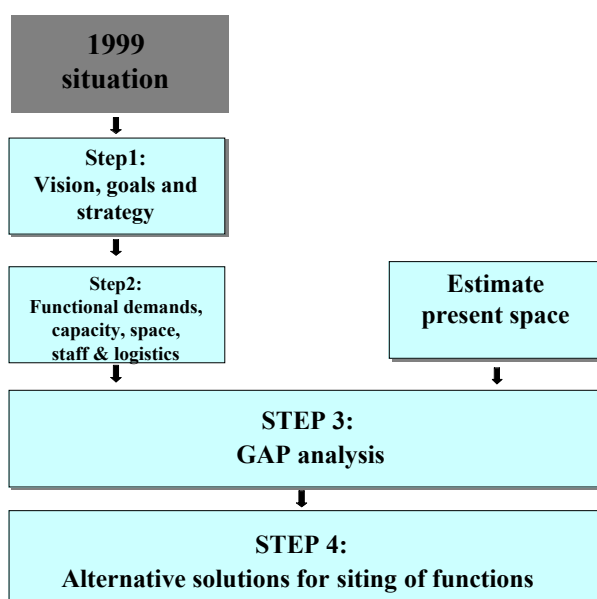 1999
situation
Step1:
Vision, goals and
strategy
Step2:
Functional demands,
capacity, space,
staff & logistics
Estimate
present space
STEP 3:
GAP analysis
STEP 4:
Alternative solutions for siting of functions